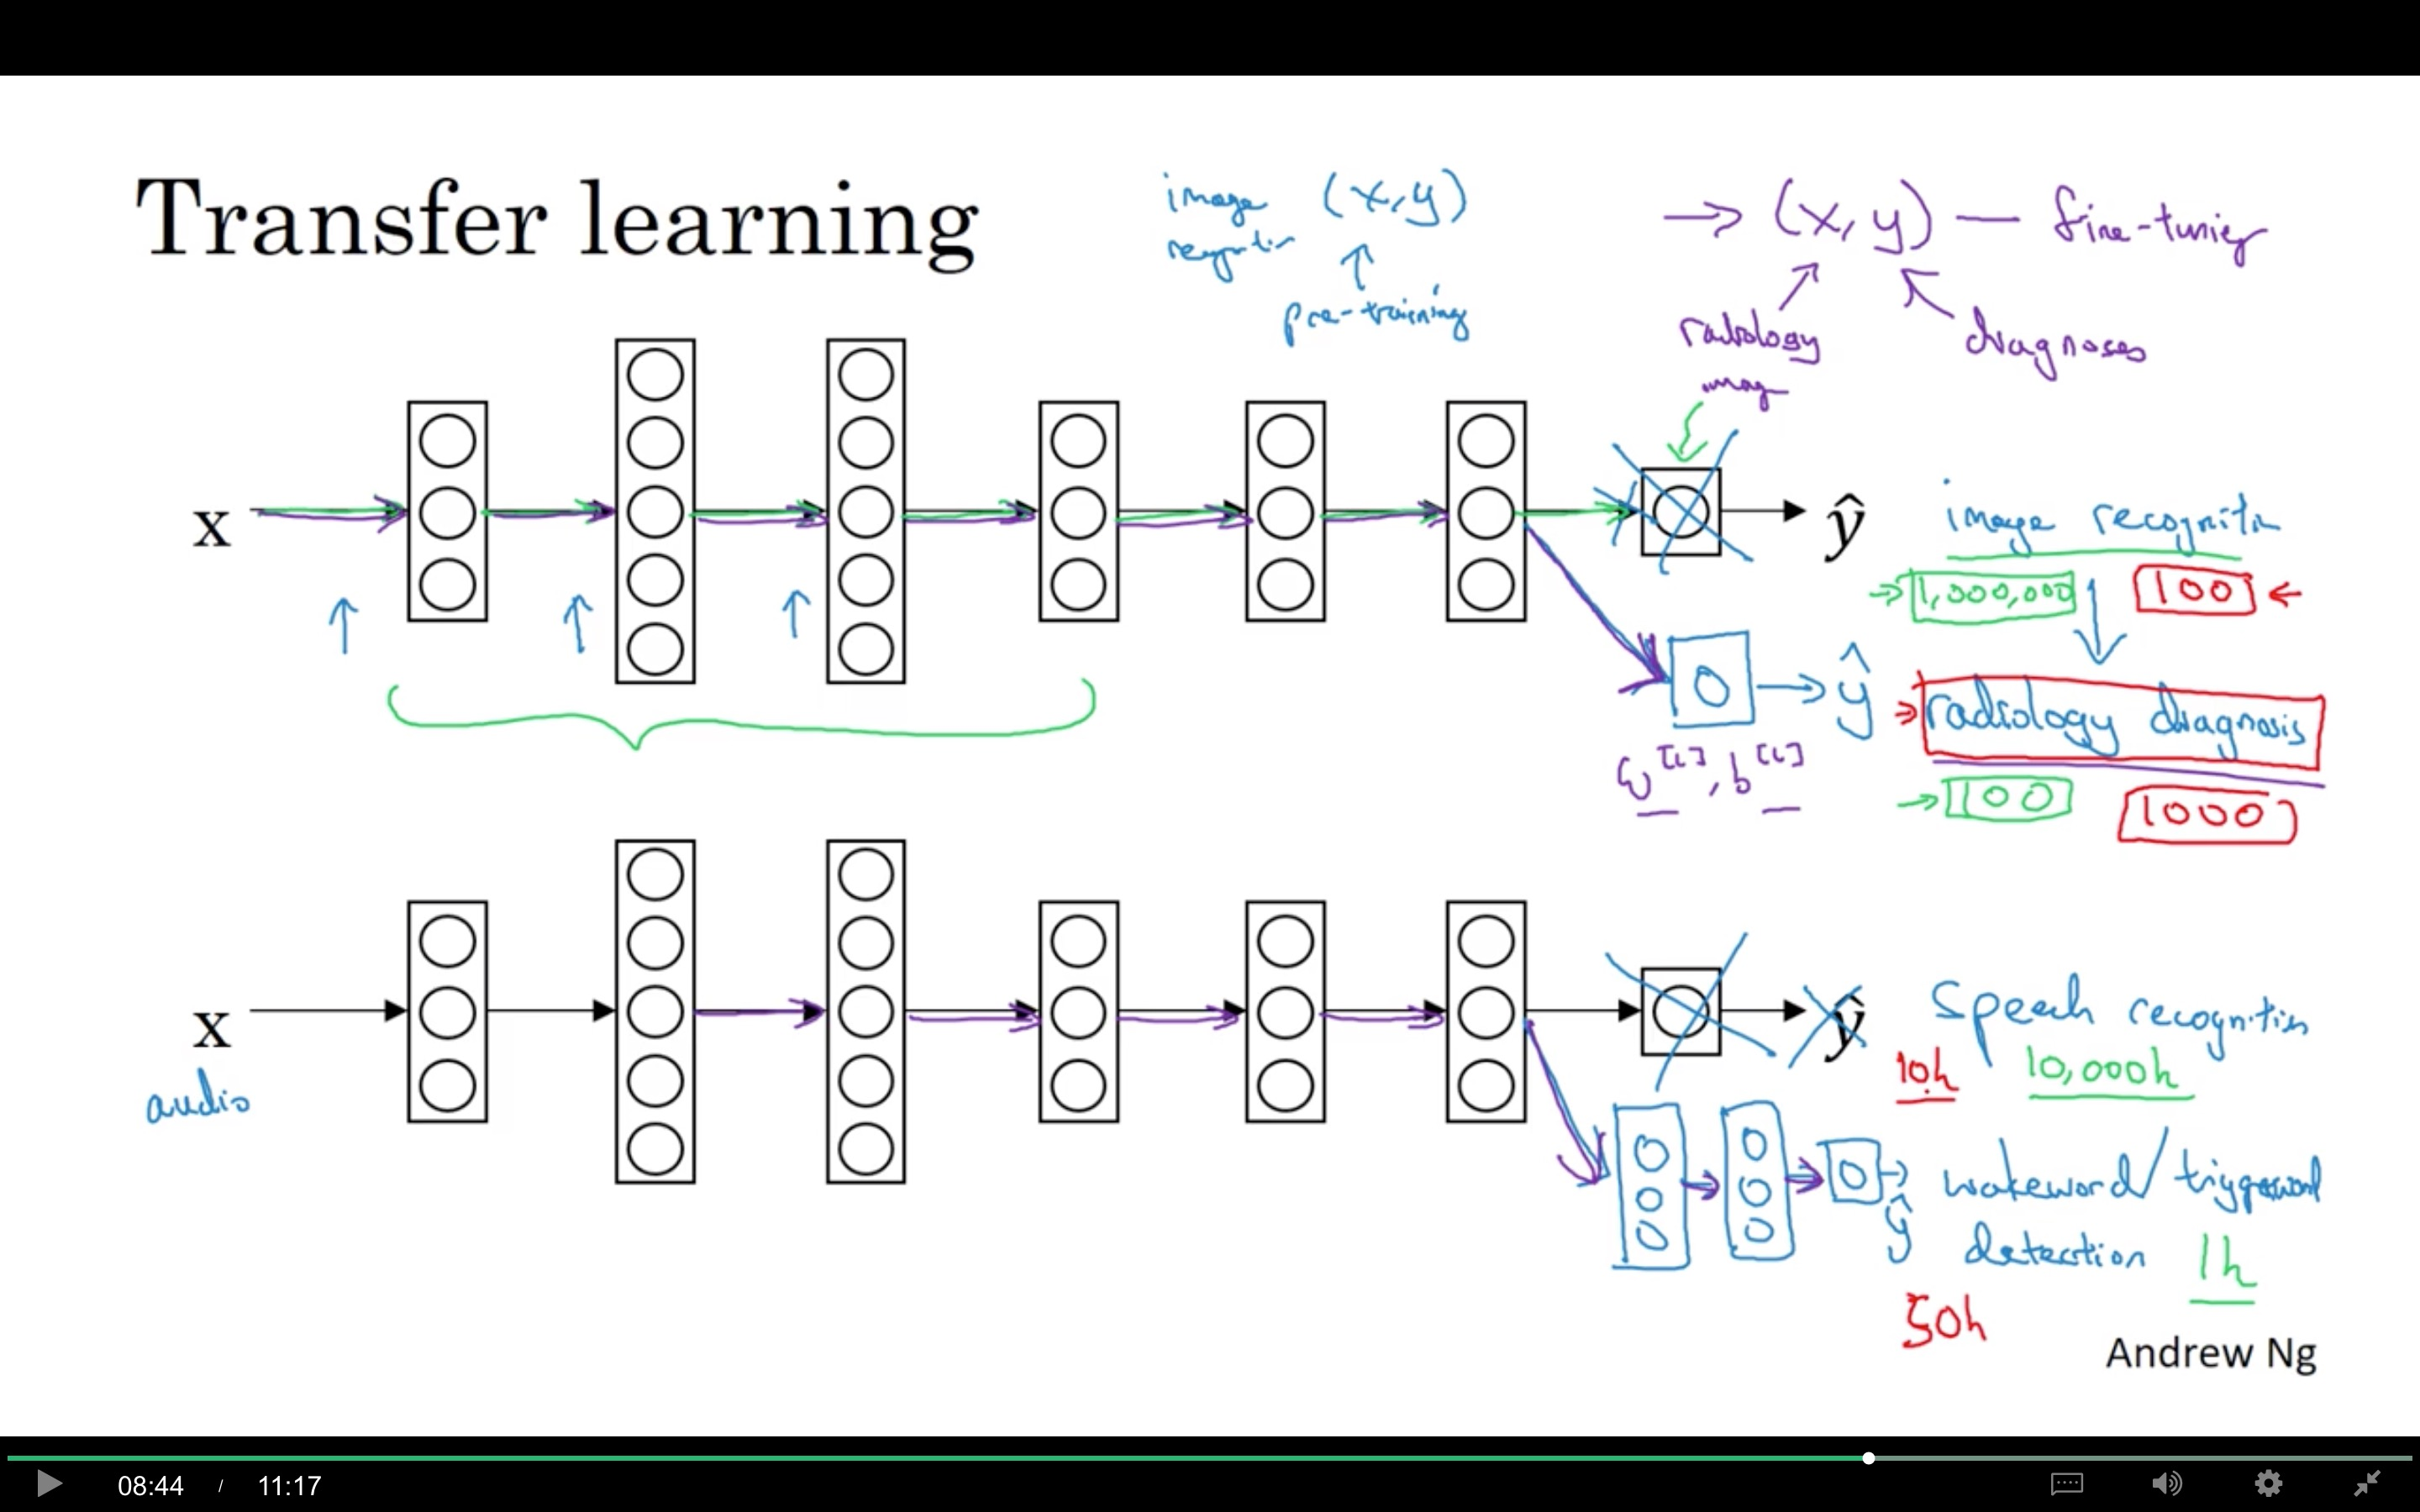 Transfer learning
image (x,y)
recognition
↑
pre-training
→ (x, y) — fine-tuning
radiology
image
diagnoses
x
ŷ
image recognition
→ 1,000,000 100 ←
ŷ
→ radiology diagnosis
W[L], b[L]
→ 100 1000
x
audio
ŷ
Speech recognition
10h 10,000h
wakeword/triggerword
ŷ
detection 1h
50h
Andrew Ng
08:44 / 11:17